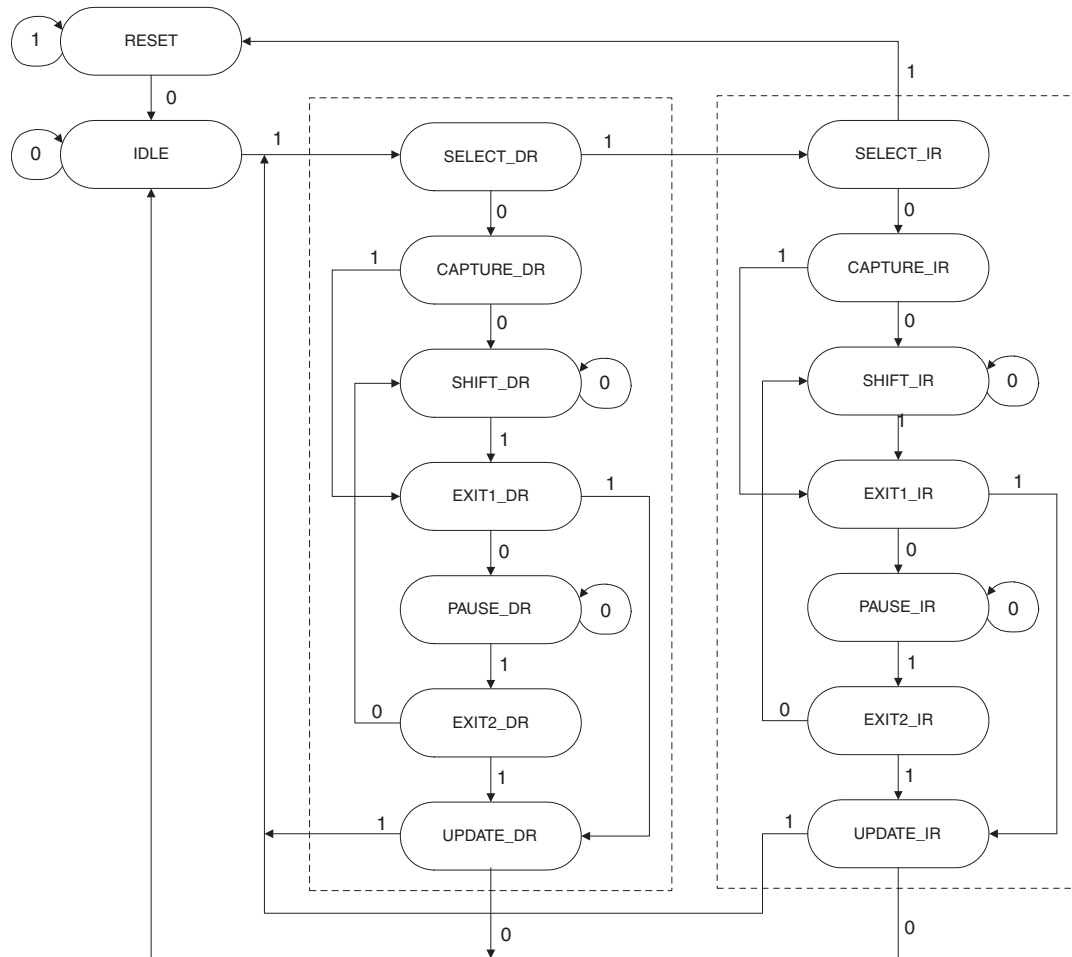 RESET
1
0
1
IDLE
0
1
SELECT_DR
1
SELECT_IR
0
0
1
CAPTURE_DR
1
CAPTURE_IR
0
0
SHIFT_DR
0
SHIFT_IR
0
1
1
EXIT1_DR
1
EXIT1_IR
1
0
0
PAUSE_DR
0
PAUSE_IR
0
1
1
0
EXIT2_DR
0
EXIT2_IR
1
1
1
UPDATE_DR
1
UPDATE_IR
0
0